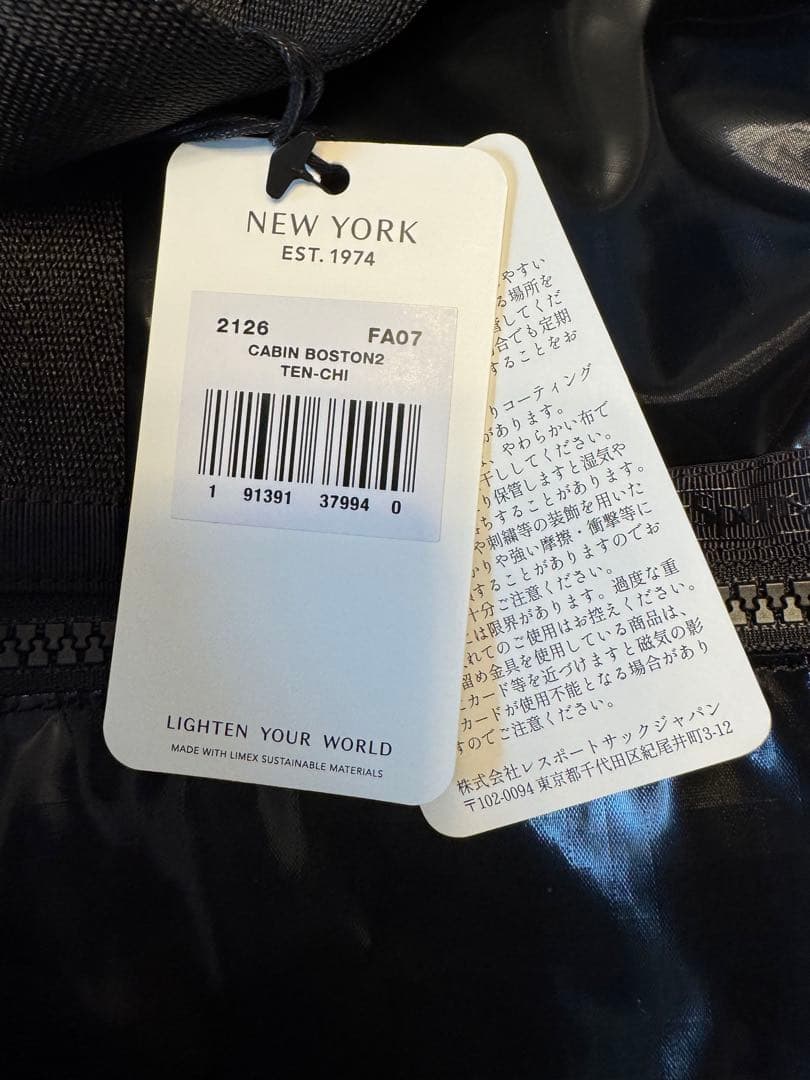 NEW YORK
EST. 1974
2126 FA07
CABIN BOSTON2
TEN-CHI
1 91391 37994 0
LIGHTEN YOUR WORLD
MADE WITH LIMEX SUSTAINABLE MATERIALS
やすい
る場所を
してくだ
合でも定期
することをお
りコーティング
があります。
、やわらかい布で
干ししてください。
り保管しますと湿気や
ちすることがあります。
や刺繍等の装飾を用いた
かりや強い摩擦・衝撃等に
することがありますのでお
十分ご注意ください。
には限界があります。過度な重
れてのご使用はお控えください。
留め金具を使用している商品は、
カード等を近づけますと磁気の影
カードが使用不能となる場合があり
すのでご注意ください。
株式会社レスポートサックジャパン
〒102-0094 東京都千代田区紀尾井町3-12